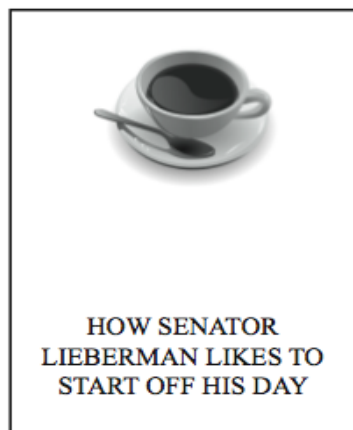 HOW SENATOR
LIEBERMAN LIKES TO
START OFF HIS DAY